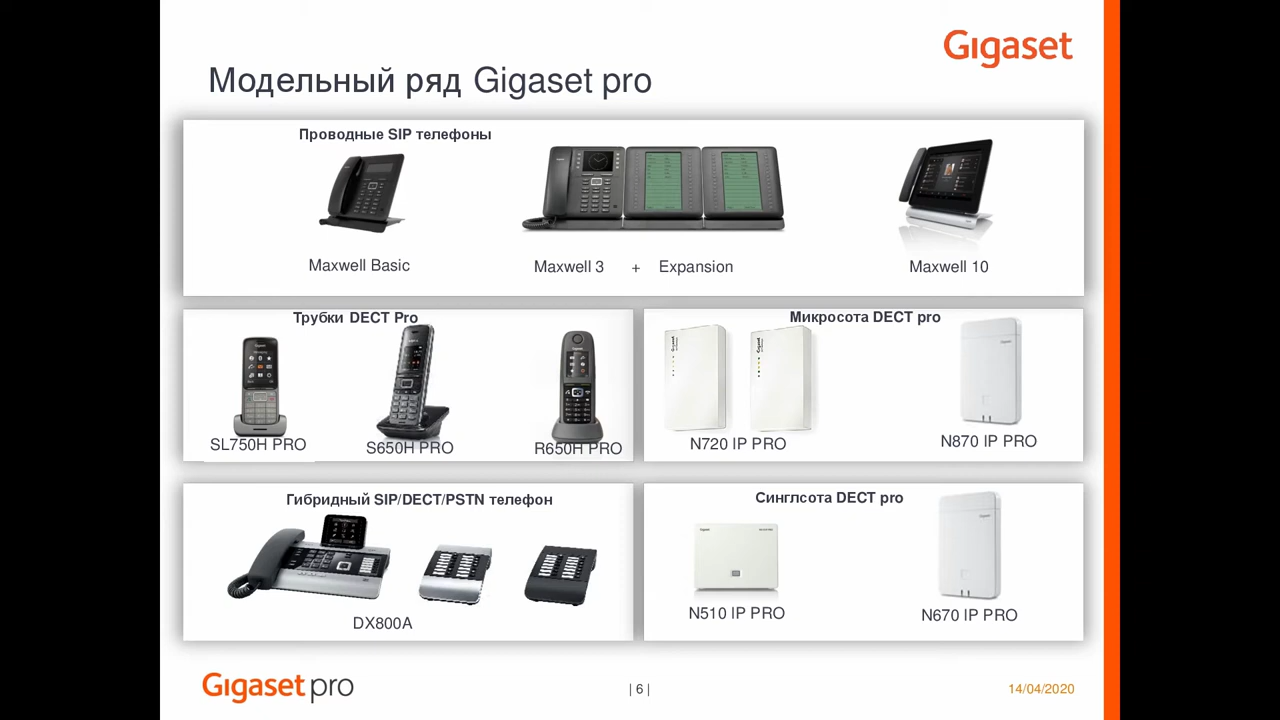 Gigaset
Модельный ряд Gigaset pro
Проводные SIP телефоны
Maxwell Basic
Maxwell 3 + Expansion
Maxwell 10
Трубки DECT Pro
SL750H PRO
S650H PRO
R650H PRO
Микросота DECT pro
N720 IP PRO
N870 IP PRO
Гибридный SIP/DECT/PSTN телефон
DX800A
Синглсота DECT pro
N510 IP PRO
N670 IP PRO
Gigaset pro
| 6 |
14/04/2020